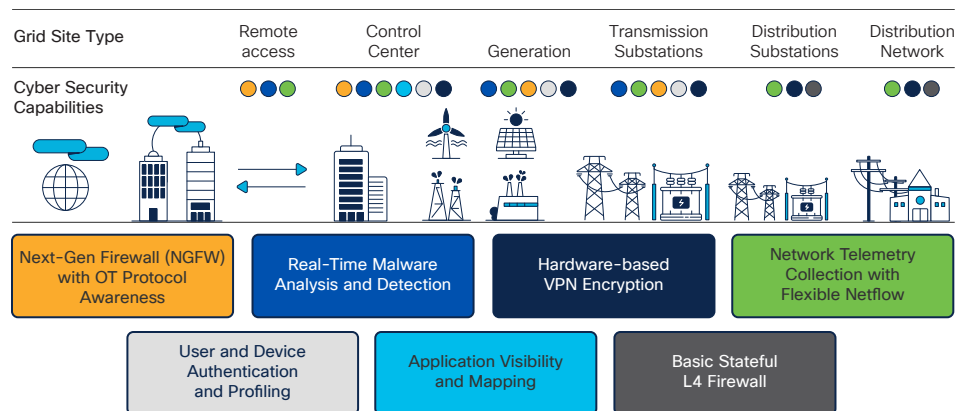 Grid Site Type
Remote
access
Control
Center
Generation
Transmission
Substations
Distribution
Substations
Distribution
Network
Cyber Security
Capabilities
Next-Gen Firewall (NGFW)
with OT Protocol
Awareness
Real-Time Malware
Analysis and Detection
Hardware-based
VPN Encryption
Network Telemetry
Collection with
Flexible Netflow
User and Device
Authentication
and Profiling
Application Visibility
and Mapping
Basic Stateful
L4 Firewall